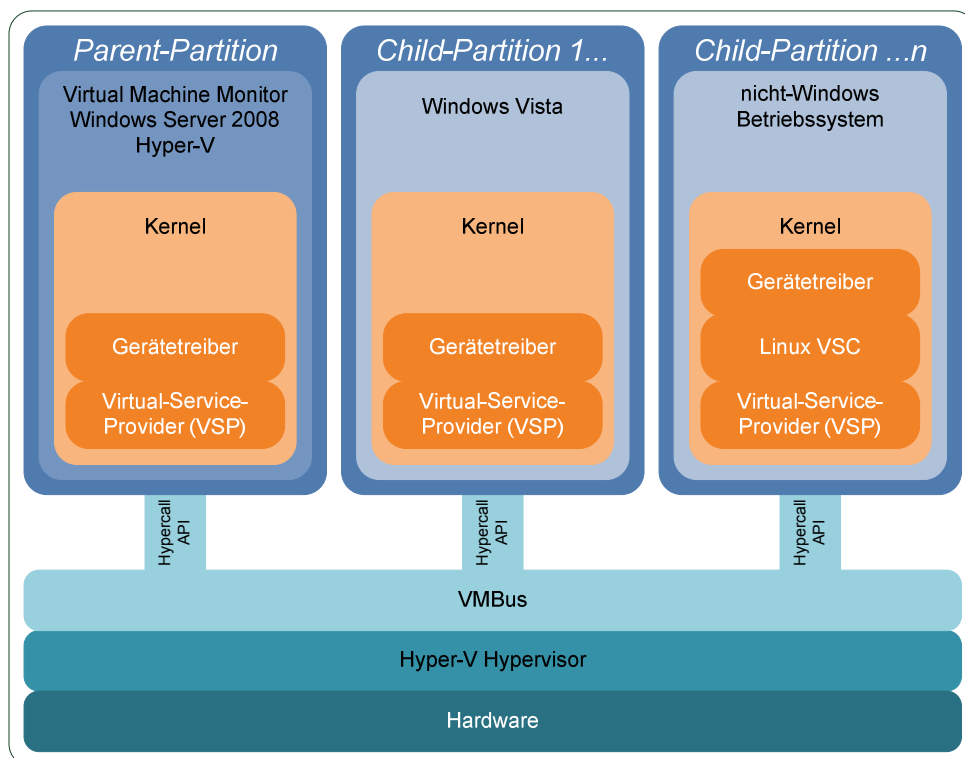 Parent-Partition
Virtual Machine Monitor
Windows Server 2008
Hyper-V
Kernel
Gerätetreiber
Virtual-Service-
Provider (VSP)
Child-Partition 1...
Windows Vista
Kernel
Gerätetreiber
Virtual-Service-
Provider (VSP)
Child-Partition ...n
nicht-Windows
Betriebssystem
Kernel
Gerätetreiber
Linux VSC
Virtual-Service-
Provider (VSP)
Hypercall
API
Hypercall
API
Hypercall
API
VMBus
Hyper-V Hypervisor
Hardware